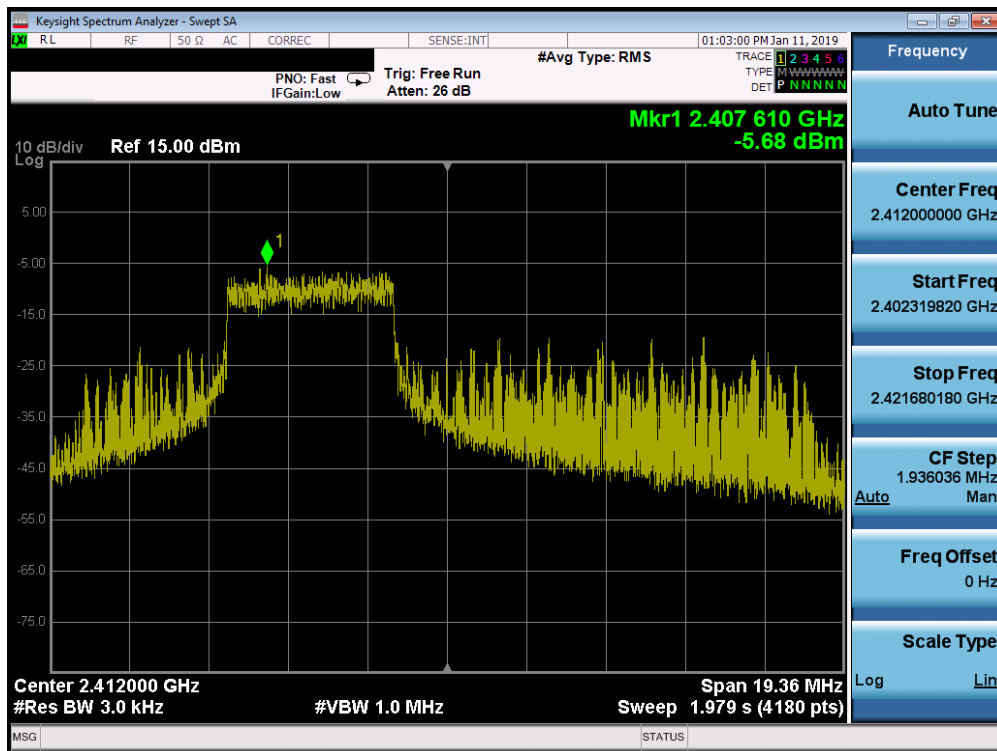 Keysight Spectrum Analyzer - Swept SA
LXI RL RF 50 Ω AC CORREC SENSE:INT 01:03:00 PM Jan 11, 2019
#Avg Type: RMS TRACE 1 2 3 4 5 6
PNO: Fast Trig: Free Run TYPE M WWWWW
IFGain:Low Atten: 26 dB DET P N N N N N
Mkr1 2.407 610 GHz
-5.68 dBm
10 dB/div Ref 15.00 dBm
Log
1
5.00
-5.00
-15.0
-25.0
-35.0
-45.0
-55.0
-65.0
-75.0
Center 2.412000 GHz Span 19.36 MHz
#Res BW 3.0 kHz #VBW 1.0 MHz Sweep 1.979 s (4180 pts)
MSG STATUS
Frequency
Auto Tune
Center Freq
2.412000000 GHz
Start Freq
2.402319820 GHz
Stop Freq
2.421680180 GHz
CF Step
1.936036 MHz
Auto Man
Freq Offset
0 Hz
Scale Type
Log Lin